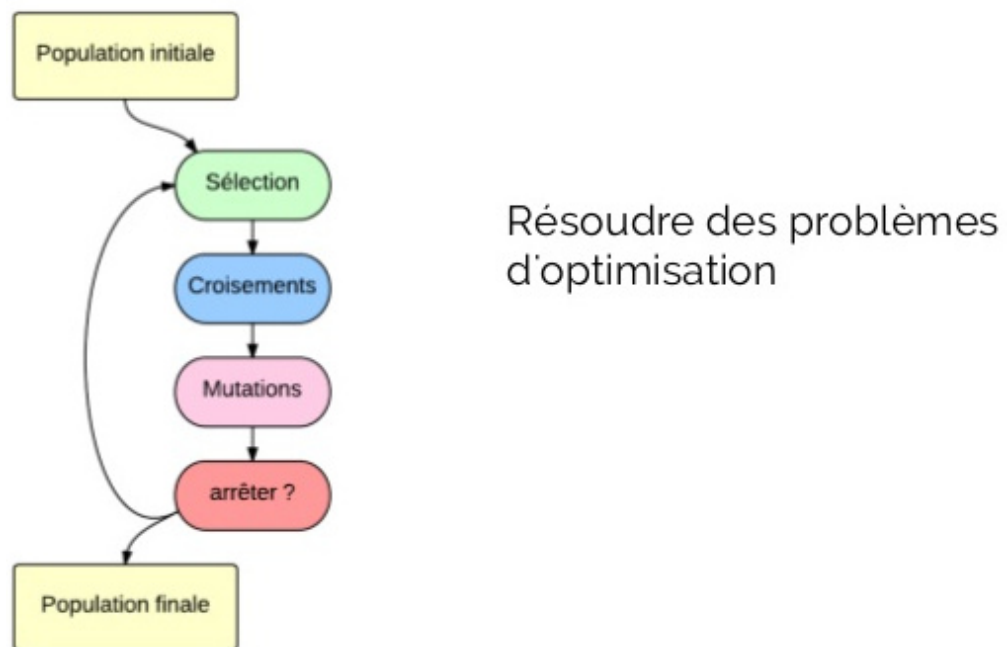 Population initiale
Sélection
Croisements
Mutations
arrêter ?
Population finale
Résoudre des problèmes
d'optimisation